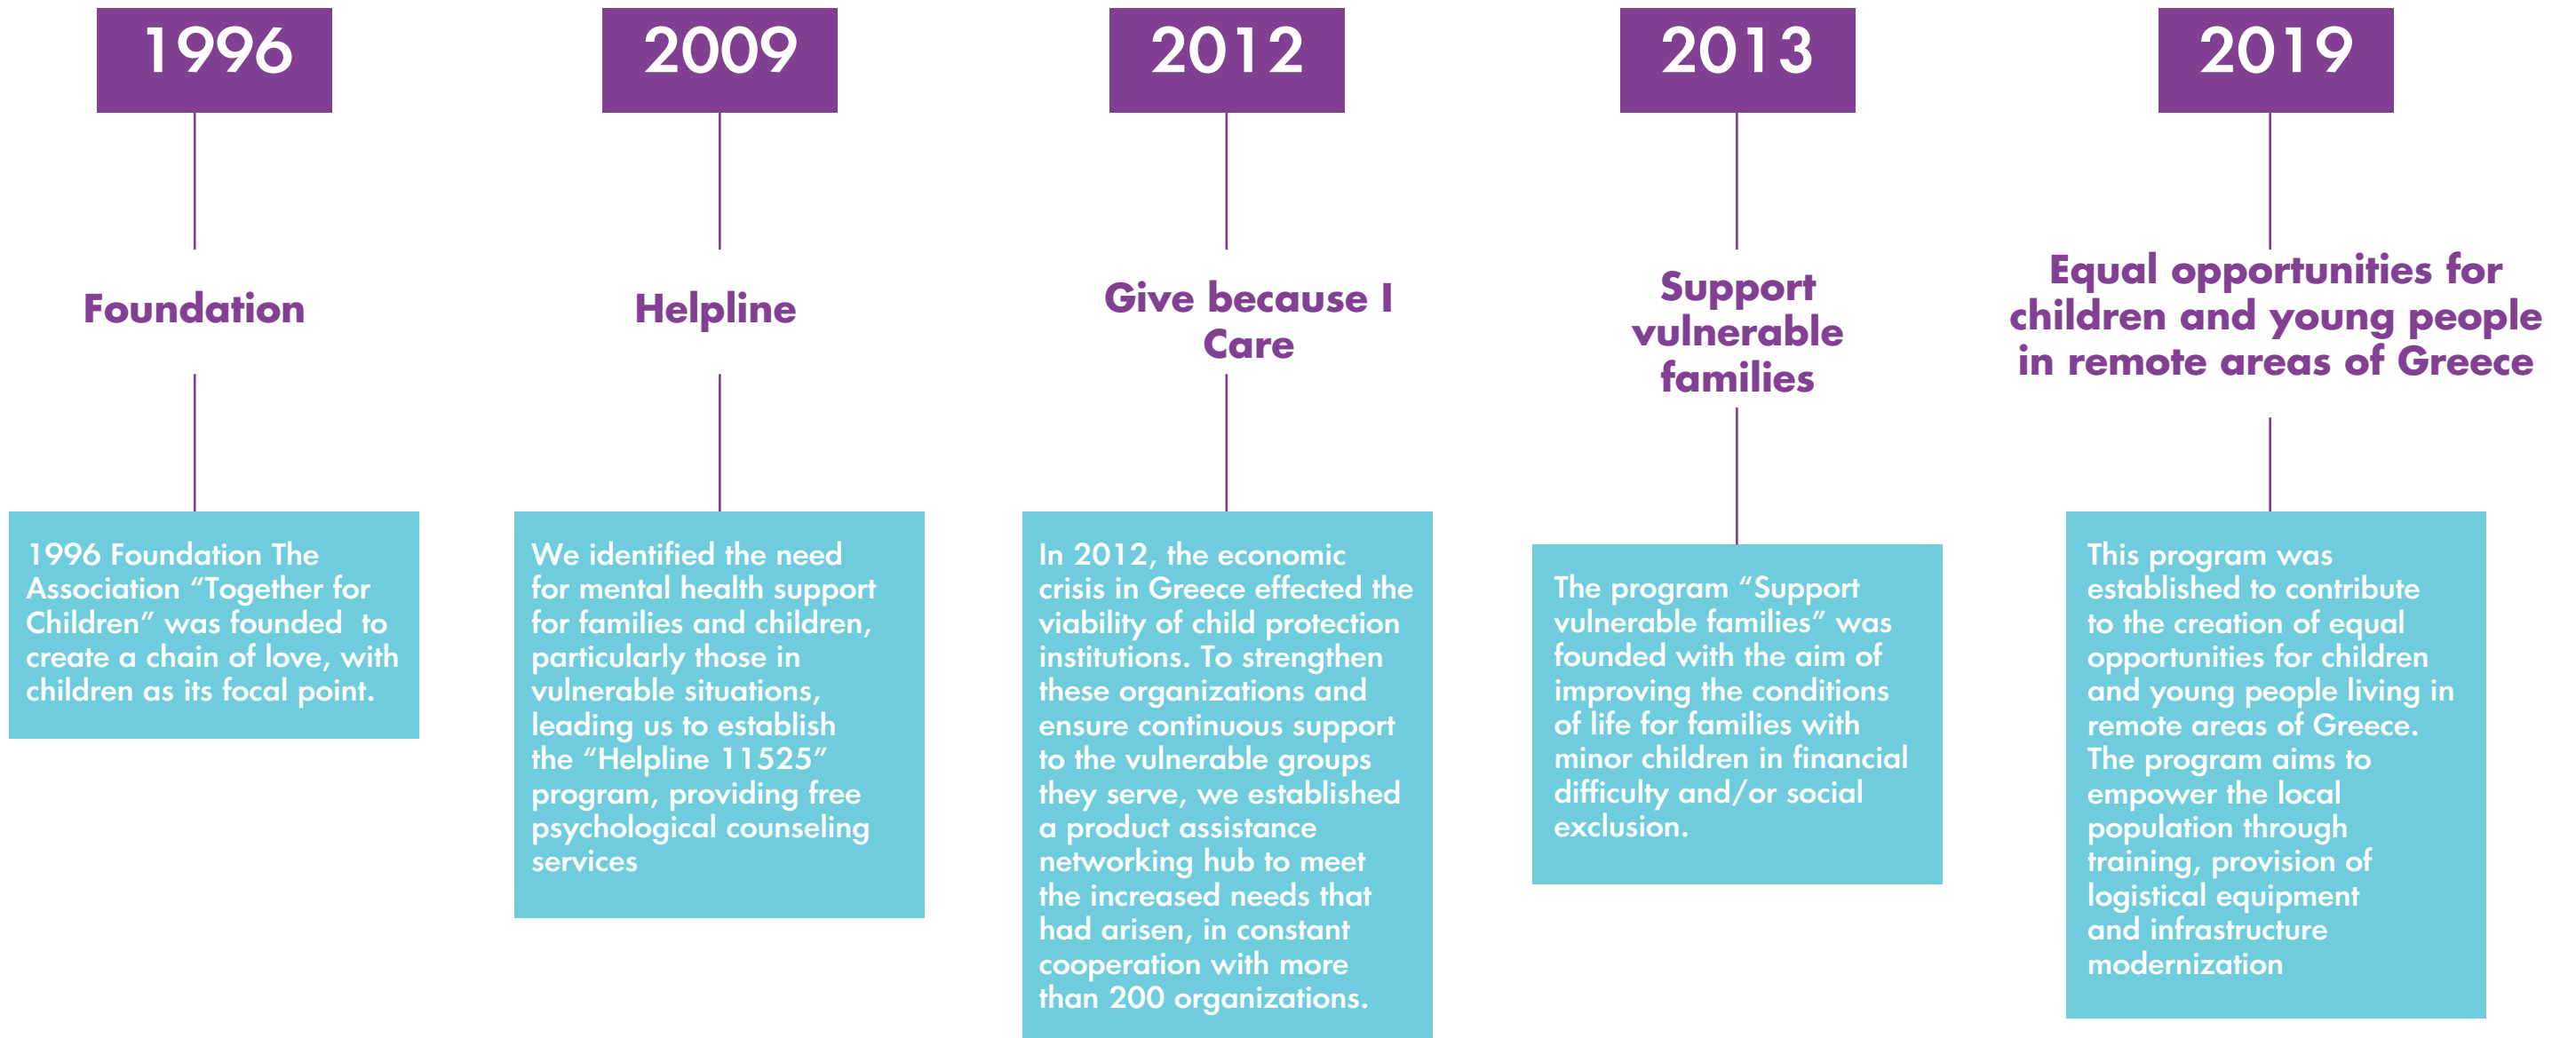 1996
Foundation
1996 Foundation The
Association “Together for
Children” was founded  to
create a chain of love, with
children as its focal point.
2009
Helpline
We identified the need
for mental health support
for families and children,
particularly those in
vulnerable situations,
leading us to establish
the “Helpline 11525”
program, providing free
psychological counseling
services
2012
Give because I
Care
In 2012, the economic
crisis in Greece effected the
viability of child protection
institutions. To strengthen
these organizations and
ensure continuous support
to the vulnerable groups
they serve, we established
a product assistance
networking hub to meet
the increased needs that
had arisen, in constant
cooperation with more
than 200 organizations.
2013
Support
vulnerable
families
The program “Support
vulnerable families” was
founded with the aim of
improving the conditions
of life for families with
minor children in financial
difficulty and/or social
exclusion.
2019
Equal opportunities for
children and young people
in remote areas of Greece
This program was
established to contribute
to the creation of equal
opportunities for children
and young people living in
remote areas of Greece.
The program aims to
empower the local
population through
training, provision of
logistical equipment
and infrastructure
modernization